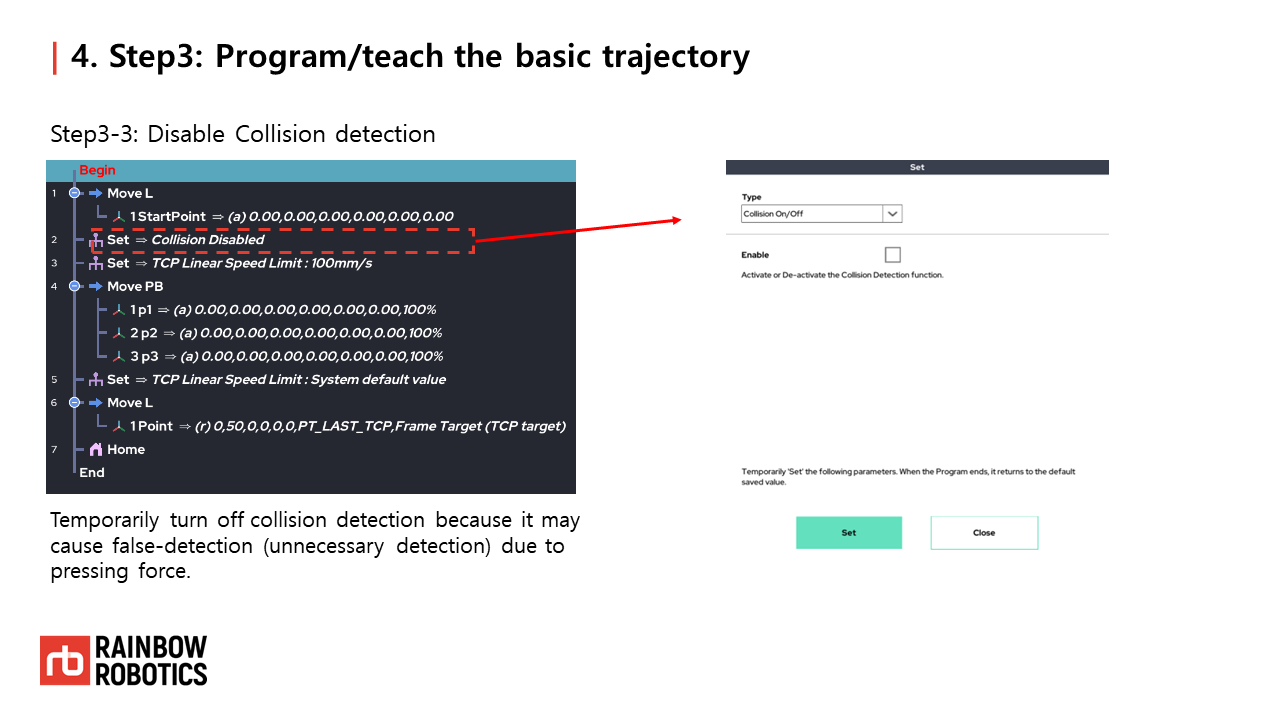 4. Step3: Program/teach the basic trajectory
Step3-3: Disable Collision detection
Begin
1 Move L
1 StartPoint ⇒ (a) 0.00,0.00,0.00,0.00,0.00,0.00
2 Set ⇒ Collision Disabled
3 Set ⇒ TCP Linear Speed Limit : 100mm/s
4 Move PB
1 p1 ⇒ (a) 0.00,0.00,0.00,0.00,0.00,0.00,100%
2 p2 ⇒ (a) 0.00,0.00,0.00,0.00,0.00,0.00,100%
3 p3 ⇒ (a) 0.00,0.00,0.00,0.00,0.00,0.00,100%
5 Set ⇒ TCP Linear Speed Limit : System default value
6 Move L
1 Point ⇒ (r) 0,50,0,0,0,0,PT_LAST_TCP,Frame Target (TCP target)
7 Home
End
Temporarily turn off collision detection because it may
cause false-detection (unnecessary detection) due to
pressing force.
Set
Type
Collision On/Off
Enable
Activate or De-activate the Collision Detection function.
Temporarily 'Set' the following parameters. When the Program ends, it returns to the default
saved value.
Set
Close
RAINBOW
ROBOTICS